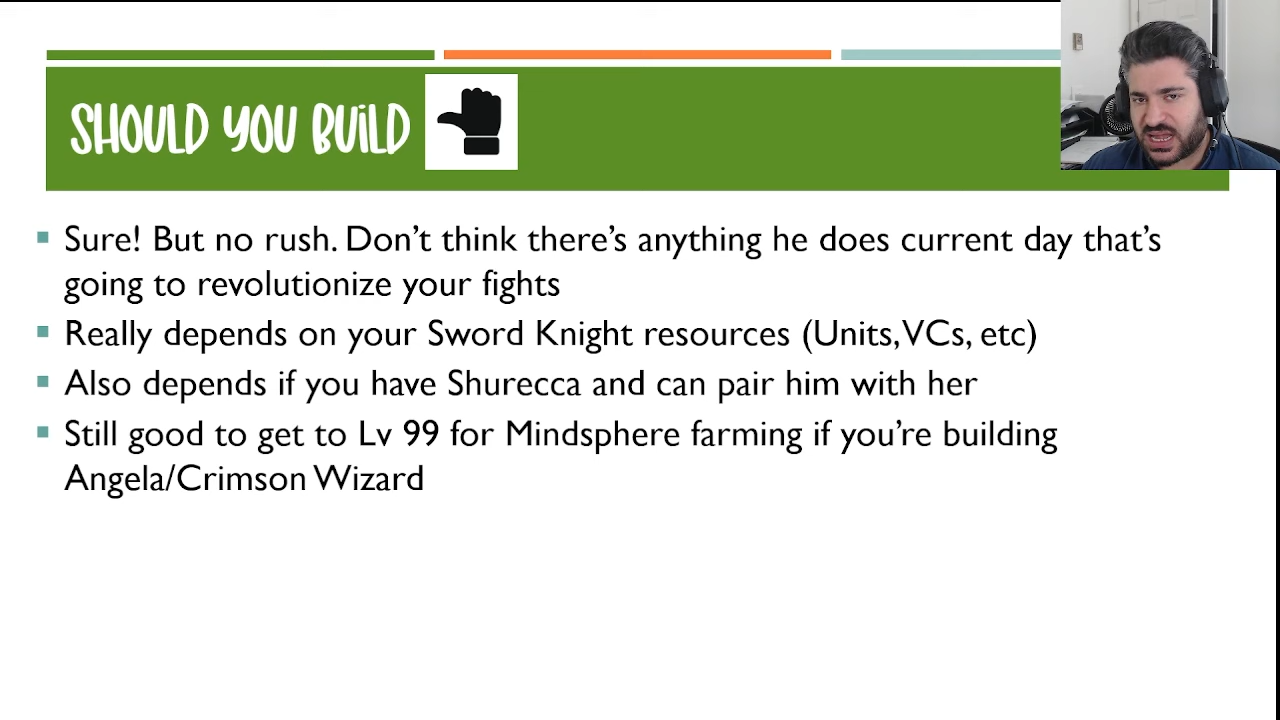 SHOULD YOU BUILD
Sure! But no rush. Don't think there's anything he does current day that's
going to revolutionize your fights
Really depends on your Sword Knight resources (Units, VCs, etc)
Also depends if you have Shurecca and can pair him with her
Still good to get to Lv 99 for Mindsphere farming if you're building
Angela/Crimson Wizard